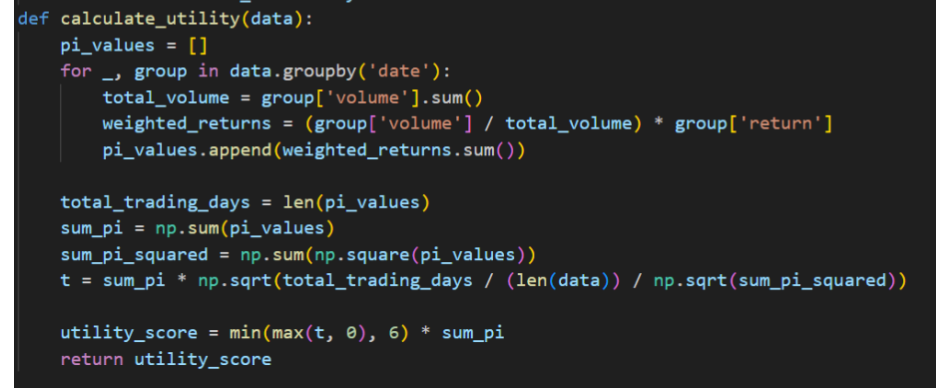 def calculate_utility(data):
    pi_values = []
    for _, group in data.groupby('date'):
        total_volume = group['volume'].sum()
        weighted_returns = (group['volume'] / total_volume) * group['return']
        pi_values.append(weighted_returns.sum())

    total_trading_days = len(pi_values)
    sum_pi = np.sum(pi_values)
    sum_pi_squared = np.sum(np.square(pi_values))
    t = sum_pi * np.sqrt(total_trading_days / (len(data)) / np.sqrt(sum_pi_squared))

    utility_score = min(max(t, 0), 6) * sum_pi
    return utility_score